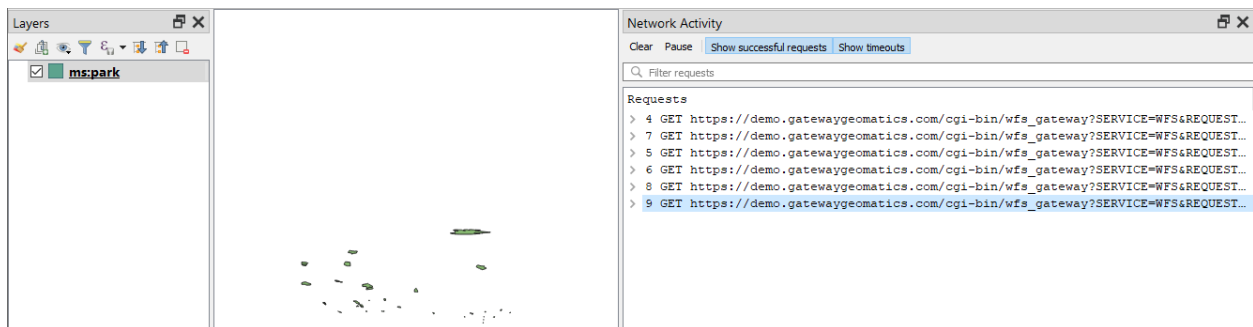 Layers
ms:park
Network Activity
Clear Pause Show successful requests Show timeouts
Filter requests
Requests
4 GET https://demo.gatewaygeomatics.com/cgi-bin/wfs_gateway?SERVICE=WFS&REQUEST…
7 GET https://demo.gatewaygeomatics.com/cgi-bin/wfs_gateway?SERVICE=WFS&REQUEST…
5 GET https://demo.gatewaygeomatics.com/cgi-bin/wfs_gateway?SERVICE=WFS&REQUEST…
6 GET https://demo.gatewaygeomatics.com/cgi-bin/wfs_gateway?SERVICE=WFS&REQUEST…
8 GET https://demo.gatewaygeomatics.com/cgi-bin/wfs_gateway?SERVICE=WFS&REQUEST…
9 GET https://demo.gatewaygeomatics.com/cgi-bin/wfs_gateway?SERVICE=WFS&REQUEST…